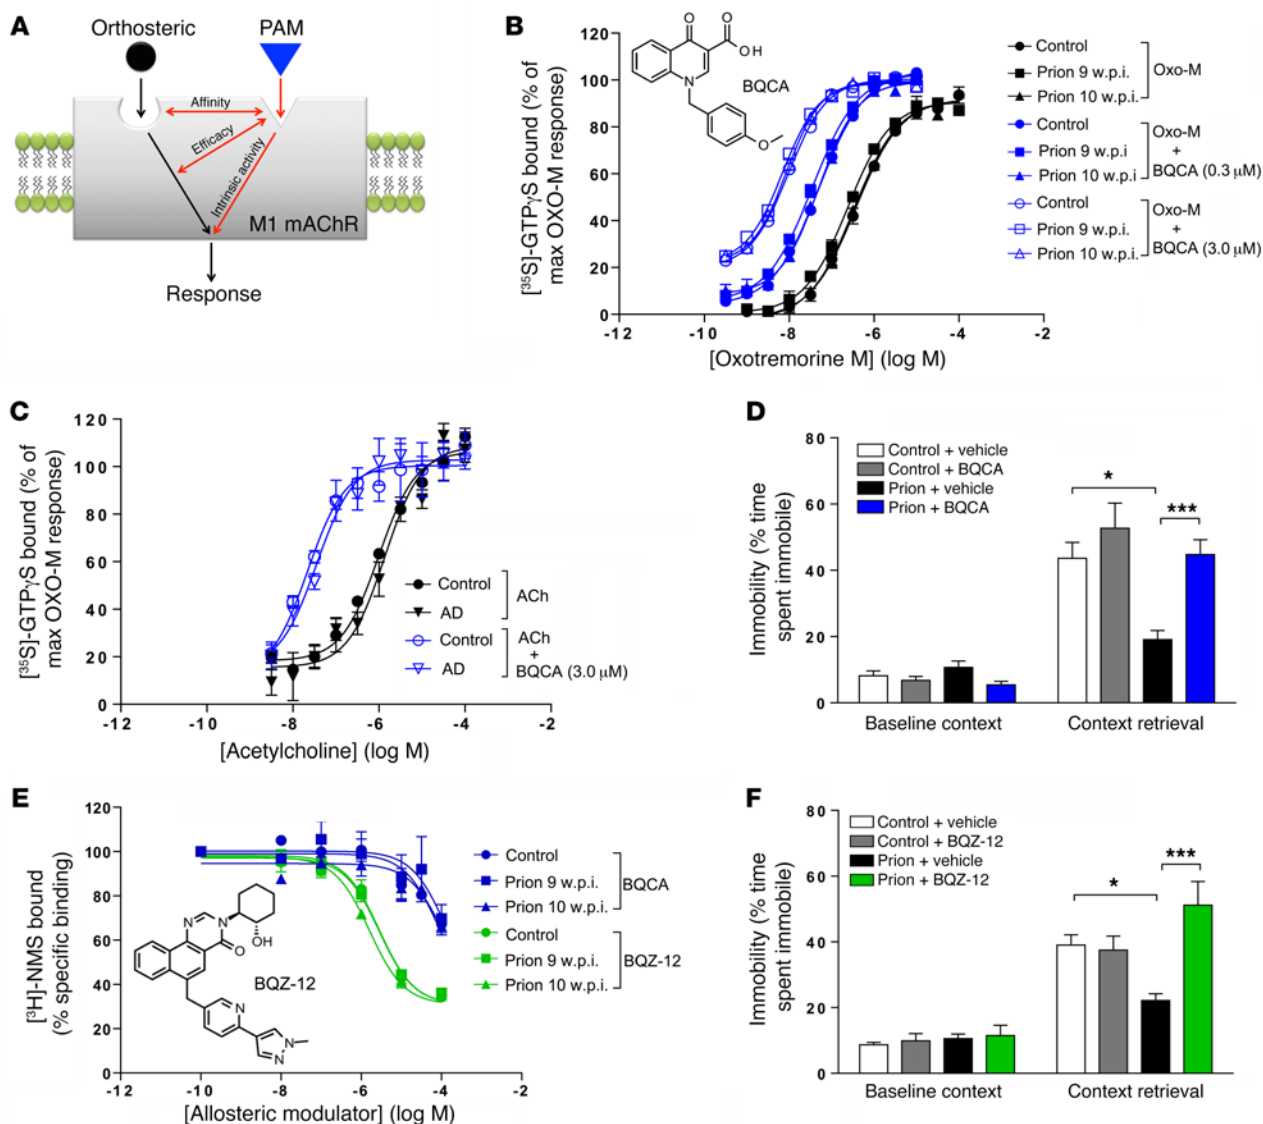 A
Orthosteric
PAM
Affinity
Efficacy
Intrinsic activity
M1 mAChR
Response
B
[³⁵S]-GTPγS bound (% of
max OXO-M response)
120
100
80
60
40
20
0
-12
-10
-8
-6
-4
-2
[Oxotremorine M] (log M)
O
O
OH
N
O
BQCA
Control
Prion 9 w.p.i.
Prion 10 w.p.i.
Oxo-M
Control
Prion 9 w.p.i
Prion 10 w.p.i
Oxo-M
+
BQCA (0.3 μM)
Control
Prion 9 w.p.i.
Prion 10 w.p.i.
Oxo-M
+
BQCA (3.0 μM)
C
[³⁵S]-GTPγS bound (% of
max OXO-M response)
120
100
80
60
40
20
0
-12
-10
-8
-6
-4
-2
[Acetylcholine] (log M)
Control
AD
ACh
Control
AD
ACh
+
BQCA (3.0 μM)
D
Immobility (% time
spent immobile)
80
60
40
20
0
Control + vehicle
Control + BQCA
Prion + vehicle
Prion + BQCA
*
***
Baseline context
Context retrieval
E
[³H]-NMS bound
(% specific binding)
120
100
80
60
40
20
0
-12
-10
-8
-6
-4
-2
[Allosteric modulator] (log M)
N
N
O
OH
N
N
N
BQZ-12
Control
Prion 9 w.p.i.
Prion 10 w.p.i.
BQCA
Control
Prion 9 w.p.i.
Prion 10 w.p.i.
BQZ-12
F
Immobility (% time
spent immobile)
80
60
40
20
0
Control + vehicle
Control + BQZ-12
Prion + vehicle
Prion + BQZ-12
*
***
Baseline context
Context retrieval